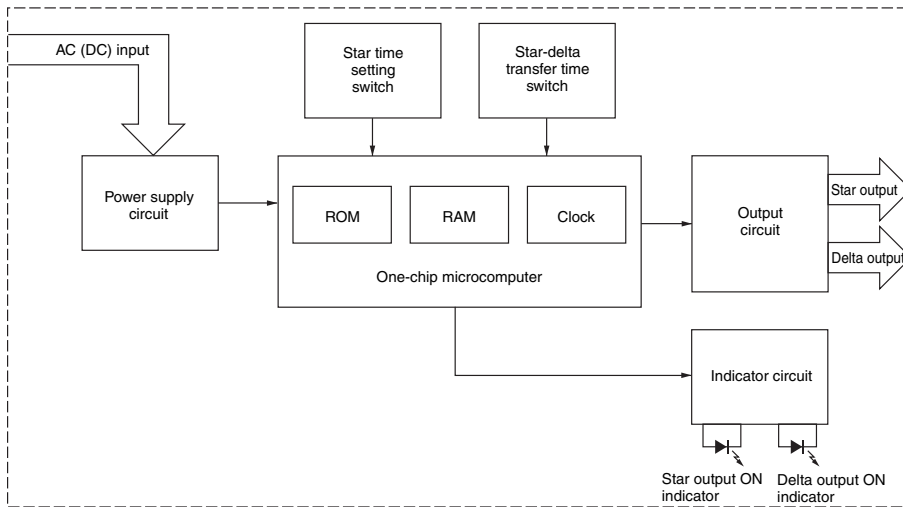 AC (DC) input
Star time
setting
switch
Star-delta
transfer time
switch
Power supply
circuit
ROM
RAM
Clock
One-chip microcomputer
Output
circuit
Star output
Delta output
Indicator circuit
Star output ON
indicator
Delta output ON
indicator